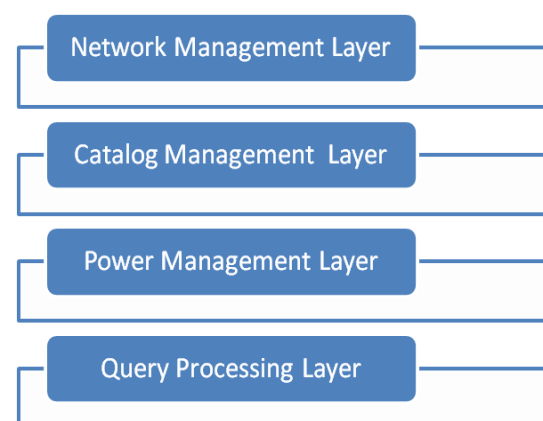 Network Management Layer
Catalog Management Layer
Power Management Layer
Query Processing Layer